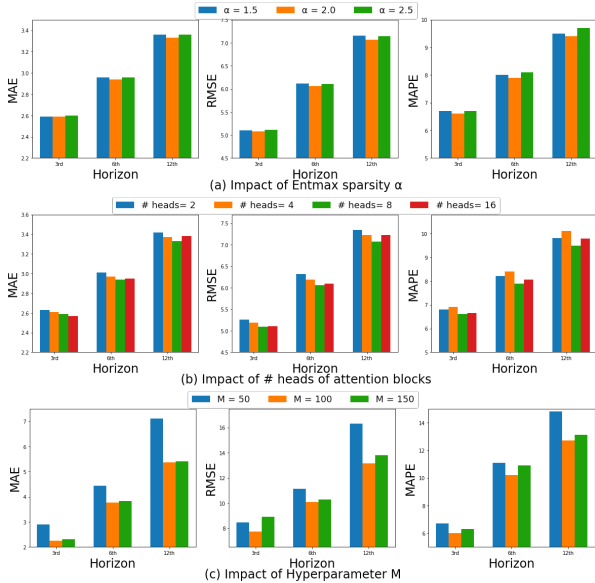 α = 1.5 α = 2.0 α = 2.5
MAE
3.4
3.2
3.0
2.8
2.6
2.4
2.2
3rd 6th 12th
Horizon
RMSE
7.5
7.0
6.5
6.0
5.5
5.0
4.5
3rd 6th 12th
Horizon
MAPE
10
9
8
7
6
5
3rd 6th 12th
Horizon
(a) Impact of Entmax sparsity α
# heads= 2 # heads= 4 # heads= 8 # heads= 16
MAE
3.6
3.4
3.2
3.0
2.8
2.6
2.4
2.2
3rd 6th 12th
Horizon
RMSE
7.5
7.0
6.5
6.0
5.5
5.0
4.5
3rd 6th 12th
Horizon
MAPE
10
9
8
7
6
5
3rd 6th 12th
Horizon
(b) Impact of # heads of attention blocks
M = 50 M = 100 M = 150
MAE
7
6
5
4
3
2
3rd 6th 12th
Horizon
RMSE
16
14
12
10
8
3rd 6th 12th
Horizon
MAPE
14
12
10
8
6
3rd 6th 12th
Horizon
(c) Impact of Hyperparameter M